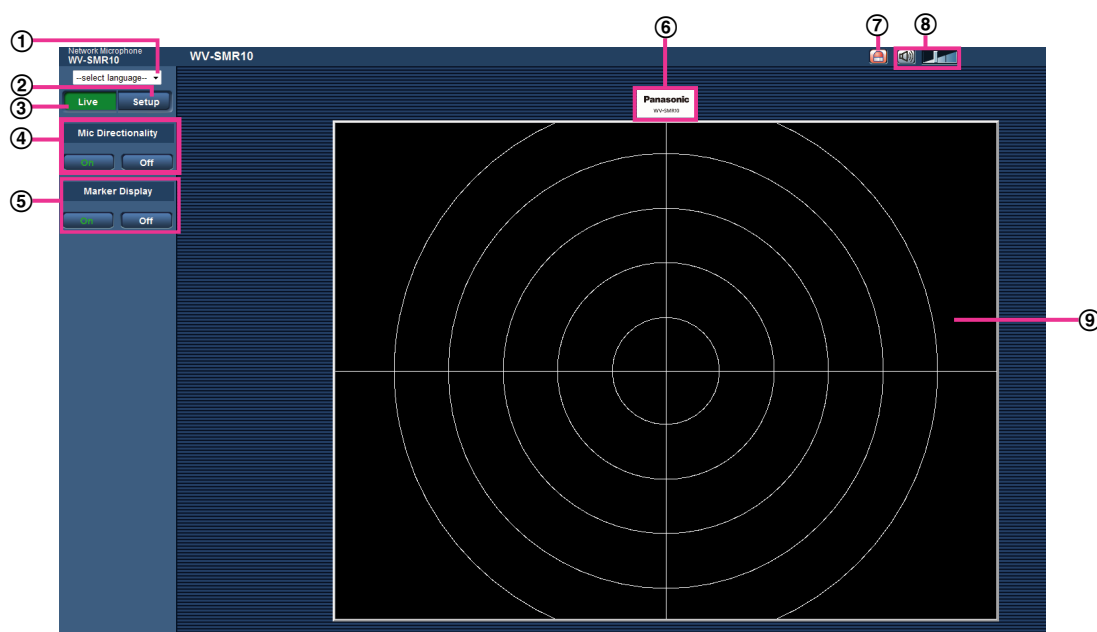 ① ② ③ ④ ⑤ ⑥ ⑦ ⑧ ⑨
Network Microphone
WV-SMR10
WV-SMR10
--select language--
Live Setup
Mic Directionality
On Off
Marker Display
On Off
Panasonic
WV-SMR10